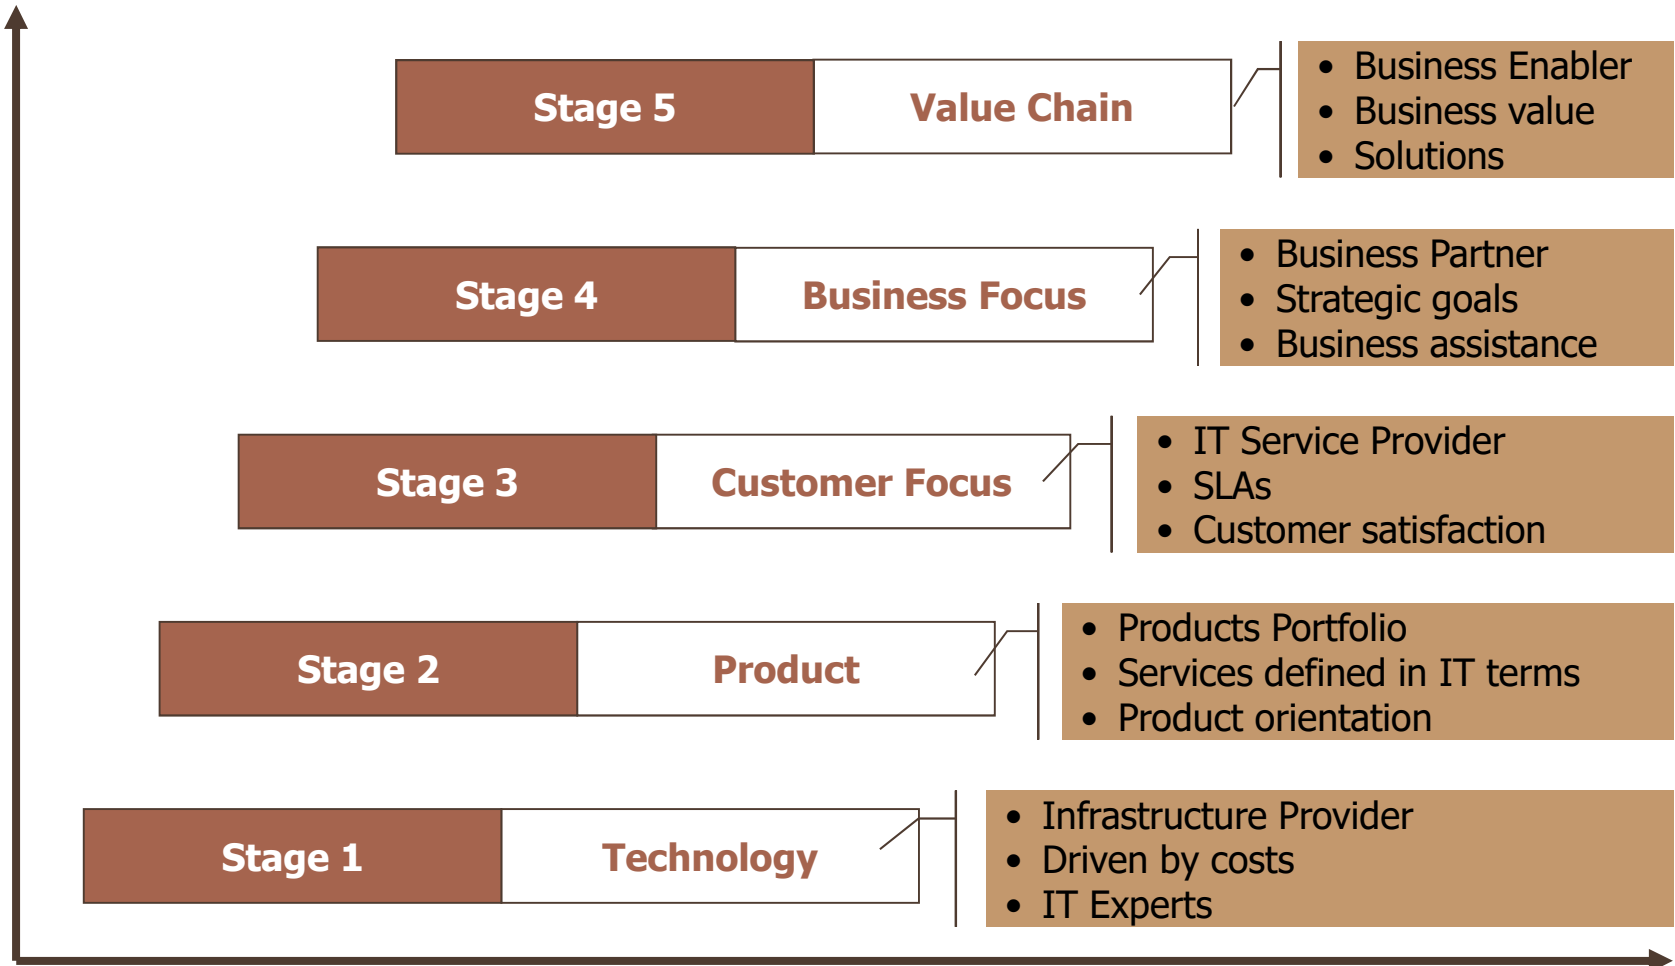 Stage 5
Value Chain
• Business Enabler
• Business value
• Solutions
Stage 4
Business Focus
• Business Partner
• Strategic goals
• Business assistance
Stage 3
Customer Focus
• IT Service Provider
• SLAs
• Customer satisfaction
Stage 2
Product
• Products Portfolio
• Services defined in IT terms
• Product orientation
Stage 1
Technology
• Infrastructure Provider
• Driven by costs
• IT Experts